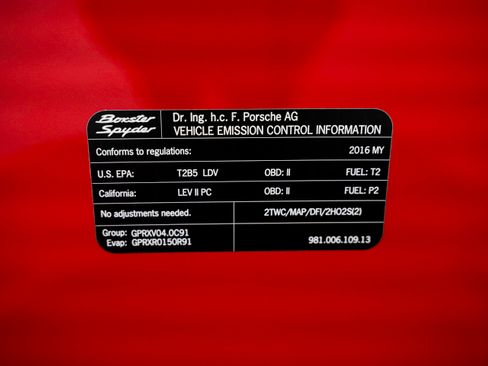 Boxster Dr. Ing. h.c. F. Porsche AG
Spyder VEHICLE EMISSION CONTROL INFORMATION
Conforms to regulations: 2016 MY
U.S. EPA: T2B5 LDV OBD: II FUEL: T2
California: LEV II PC OBD: II FUEL: P2
No adjustments needed. 2TWC/MAP/DFI/2HO2S(2)
Group: GPRXV04.0C91
Evap: GPRXR0150R91 981.006.109.13